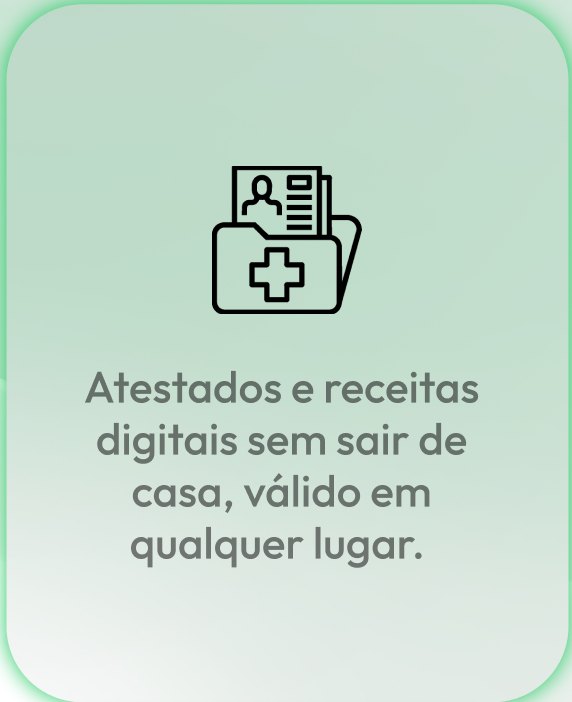 Atestados e receitas
digitais sem sair de
casa, válido em
qualquer lugar.